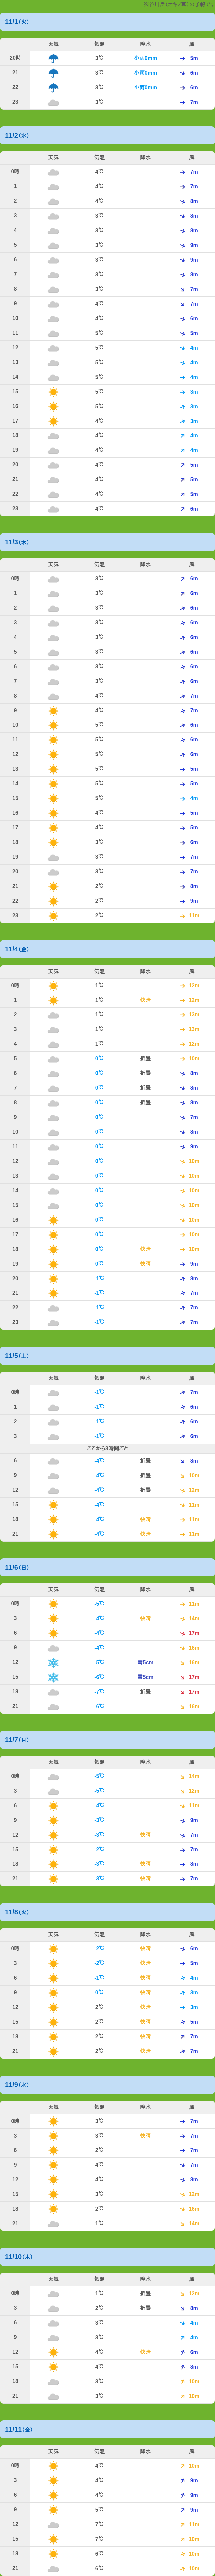 11/1(火)
天気 気温 降水 風
20時 3℃ 小雨0mm 5m
21 3℃ 小雨0mm 6m
22 3℃ 小雨0mm 6m
23 3℃ 7m
11/2(水)
天気 気温 降水 風
0時 4℃ 7m
1 4℃ 7m
2 4℃ 8m
3 3℃ 8m
4 3℃ 8m
5 3℃ 9m
6 3℃ 9m
7 3℃ 8m
8 3℃ 7m
9 4℃ 7m
10 4℃ 6m
11 5℃ 5m
12 5℃ 4m
13 5℃ 4m
14 5℃ 4m
15 5℃ 3m
16 5℃ 3m
17 4℃ 3m
18 4℃ 4m
19 4℃ 4m
20 4℃ 5m
21 4℃ 5m
22 4℃ 5m
23 4℃ 6m
11/3(木)
天気 気温 降水 風
0時 3℃ 6m
1 3℃ 6m
2 3℃ 6m
3 3℃ 6m
4 3℃ 6m
5 3℃ 6m
6 3℃ 6m
7 3℃ 6m
8 4℃ 7m
9 4℃ 7m
10 5℃ 6m
11 5℃ 6m
12 5℃ 6m
13 5℃ 5m
14 5℃ 5m
15 5℃ 4m
16 4℃ 5m
17 4℃ 5m
18 3℃ 6m
19 3℃ 7m
20 3℃ 7m
21 2℃ 8m
22 2℃ 9m
23 2℃ 11m
11/4(金)
天気 気温 降水 風
0時 1℃ 12m
1 1℃ 快晴 12m
2 1℃ 13m
3 1℃ 13m
4 1℃ 12m
5 0℃ 折曇 10m
6 0℃ 折曇 8m
7 0℃ 折曇 8m
8 0℃ 折曇 8m
9 0℃ 7m
10 0℃ 8m
11 0℃ 9m
12 0℃ 10m
13 0℃ 10m
14 0℃ 10m
15 0℃ 10m
16 0℃ 10m
17 0℃ 10m
18 0℃ 快晴 10m
19 0℃ 快晴 9m
20 -1℃ 8m
21 -1℃ 7m
22 -1℃ 7m
23 -1℃ 7m
11/5(土)
天気 気温 降水 風
0時 -1℃ 7m
1 -1℃ 6m
2 -1℃ 6m
3 -1℃ 6m
ここから3時間ごと
6 -4℃ 折曇 8m
9 -4℃ 折曇 10m
12 -4℃ 折曇 12m
15 -4℃ 11m
18 -4℃ 快晴 11m
21 -4℃ 快晴 11m
11/6(日)
天気 気温 降水 風
0時 -5℃ 11m
3 -4℃ 快晴 14m
6 -4℃ 17m
9 -4℃ 16m
12 -5℃ 雪5cm 16m
15 -6℃ 雪5cm 17m
18 -7℃ 折曇 17m
21 -6℃ 16m
11/7(月)
天気 気温 降水 風
0時 -5℃ 14m
3 -5℃ 12m
6 -4℃ 11m
9 -3℃ 9m
12 -3℃ 快晴 7m
15 -2℃ 7m
18 -3℃ 快晴 8m
21 -3℃ 快晴 7m
11/8(火)
天気 気温 降水 風
0時 -2℃ 快晴 6m
3 -2℃ 快晴 5m
6 -1℃ 快晴 4m
9 0℃ 快晴 3m
12 2℃ 快晴 3m
15 2℃ 快晴 5m
18 2℃ 快晴 7m
21 2℃ 快晴 7m
11/9(水)
天気 気温 降水 風
0時 3℃ 7m
3 3℃ 快晴 7m
6 2℃ 7m
9 4℃ 7m
12 4℃ 8m
15 3℃ 12m
18 2℃ 16m
21 1℃ 14m
11/10(木)
天気 気温 降水 風
0時 1℃ 折曇 12m
3 2℃ 折曇 8m
6 3℃ 4m
9 3℃ 4m
12 4℃ 快晴 6m
15 4℃ 8m
18 3℃ 10m
21 3℃ 10m
11/11(金)
天気 気温 降水 風
0時 4℃ 10m
3 4℃ 9m
6 4℃ 9m
9 5℃ 9m
12 7℃ 11m
15 7℃ 10m
18 6℃ 10m
21 6℃ 10m